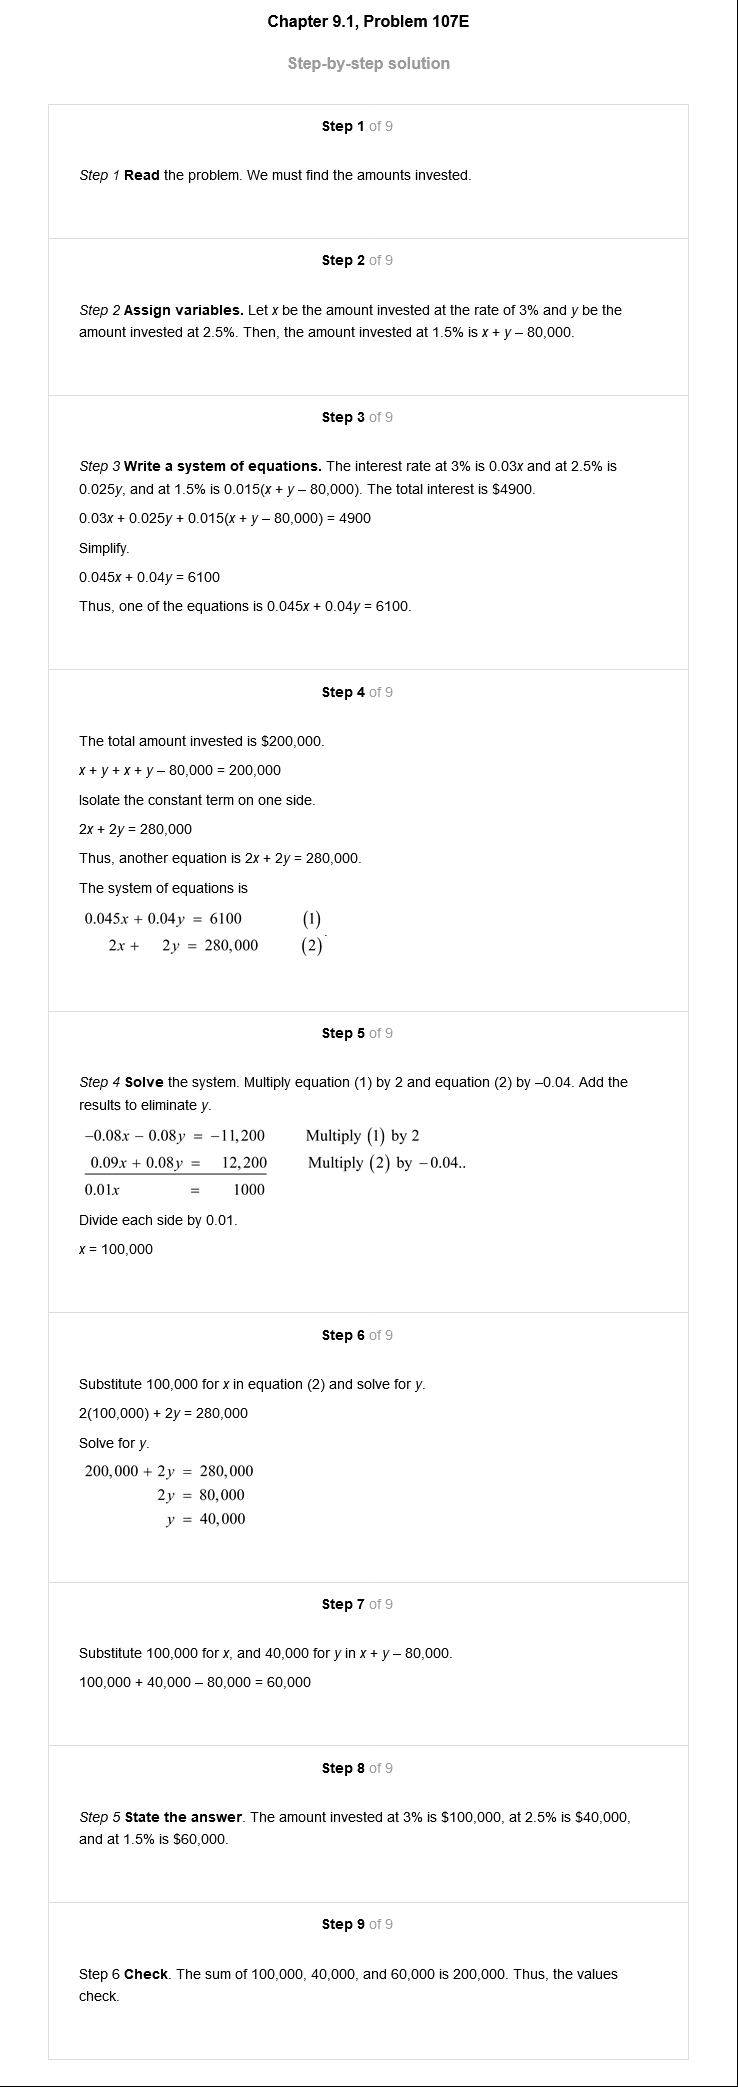 Chapter 9.1, Problem 107E
Step-by-step solution
Step 1 of 9
Step 1 Read the problem. We must find the amounts invested.
Step 2 of 9
Step 2 Assign variables. Let x be the amount invested at the rate of 3% and y be the
amount invested at 2.5%. Then, the amount invested at 1.5% is x + y – 80,000.
Step 3 of 9
Step 3 Write a system of equations. The interest rate at 3% is 0.03x and at 2.5% is
0.025y, and at 1.5% is 0.015(x + y – 80,000). The total interest is $4900.
0.03x + 0.025y + 0.015(x + y – 80,000) = 4900
Simplify.
0.045x + 0.04y = 6100
Thus, one of the equations is 0.045x + 0.04y = 6100.
Step 4 of 9
The total amount invested is $200,000.
x + y + x + y – 80,000 = 200,000
Isolate the constant term on one side.
2x + 2y = 280,000
Thus, another equation is 2x + 2y = 280,000.
The system of equations is
0.045x + 0.04y = 6100 (1)
2x + 2y = 280,000 (2).
Step 5 of 9
Step 4 Solve the system. Multiply equation (1) by 2 and equation (2) by –0.04. Add the
results to eliminate y.
−0.08x − 0.08y = −11,200 Multiply (1) by 2
0.09x + 0.08y = 12,200 Multiply (2) by −0.04..
0.01x = 1000
Divide each side by 0.01.
x = 100,000
Step 6 of 9
Substitute 100,000 for x in equation (2) and solve for y.
2(100,000) + 2y = 280,000
Solve for y.
200,000 + 2y = 280,000
2y = 80,000
y = 40,000
Step 7 of 9
Substitute 100,000 for x, and 40,000 for y in x + y – 80,000.
100,000 + 40,000 – 80,000 = 60,000
Step 8 of 9
Step 5 State the answer. The amount invested at 3% is $100,000, at 2.5% is $40,000,
and at 1.5% is $60,000.
Step 9 of 9
Step 6 Check. The sum of 100,000, 40,000, and 60,000 is 200,000. Thus, the values
check.